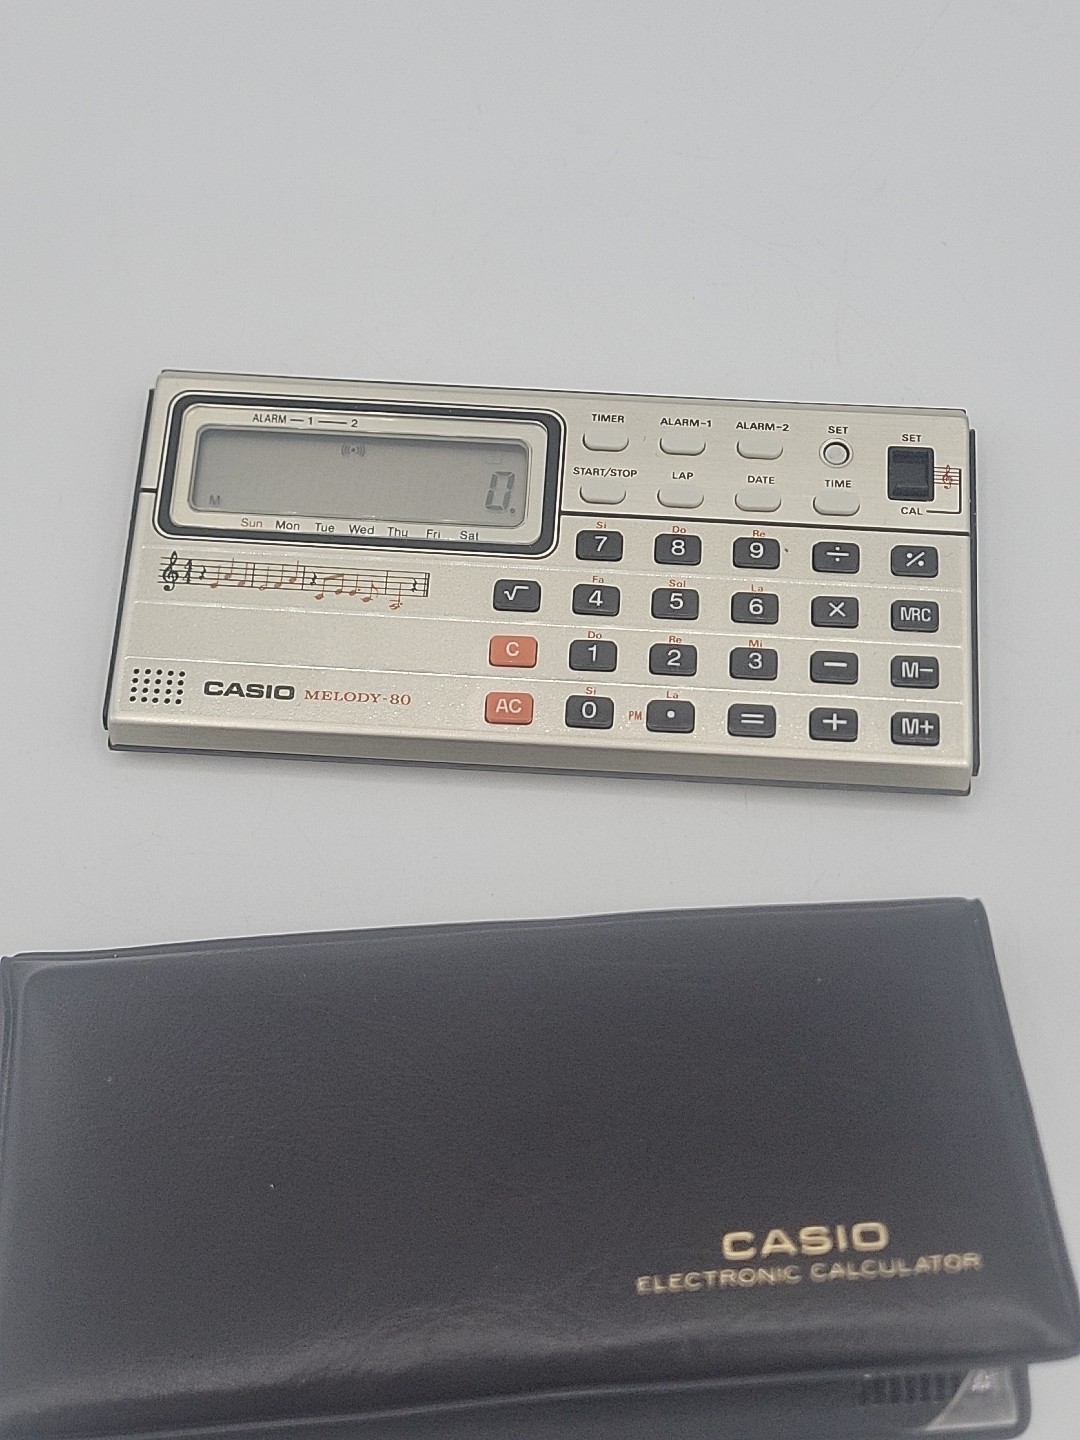 ALARM — 1 — 2
M
0.
Sun Mon Tue Wed Thu Fri Sat
CASIO MELODY-80
TIMER ALARM-1 ALARM-2 SET SET
START/STOP LAP DATE TIME CAL
Si Do Re
7 8 9 ÷ %
Fa Sol La
√ 4 5 6 × MRC
Do Re Mi
C 1 2 3 − M−
Si La
AC 0 PM · = + M+
CASIO
ELECTRONIC CALCULATOR